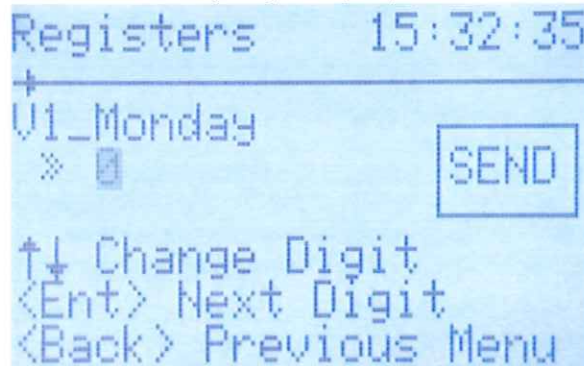 Registers 15:32:35
V1_Monday
» 0
SEND
↑↓ Change Digit
<Ent> Next Digit
<Back> Previous Menu